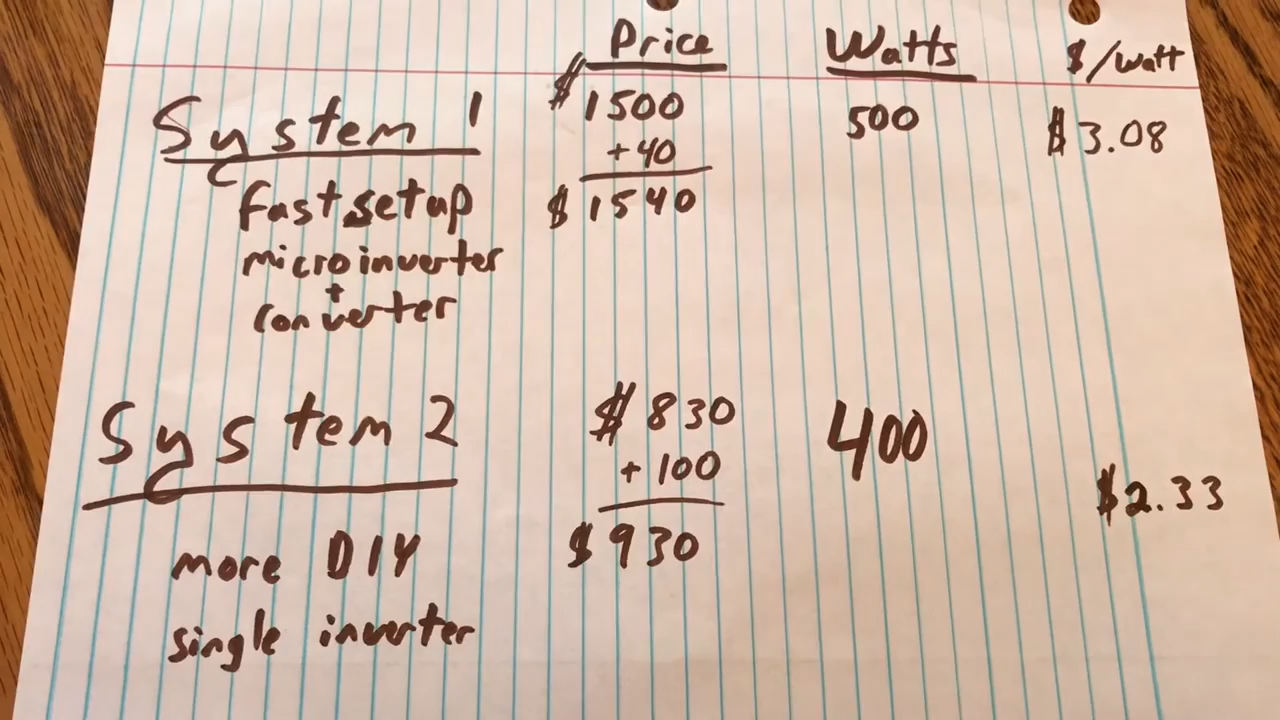 Price Watts $/watt
System 1 $1500 500 $3.08
+40
$1540
fast setup
microinverter
+
converter
System 2 $830 400
+100
$2.33
$930
more DIY
single inverter